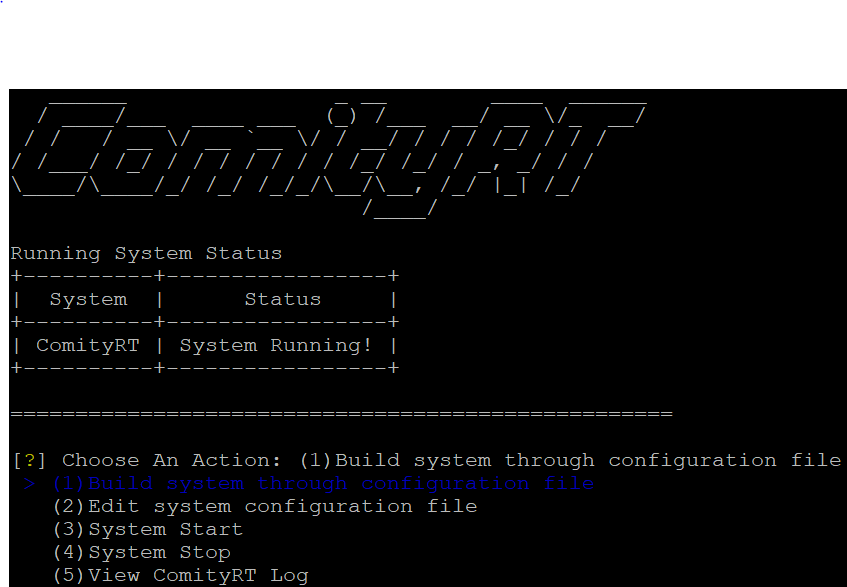 ComityRT
Running System Status
+----------+-----------------+
|  System  |      Status     |
+----------+-----------------+
| ComityRT | System Running! |
+----------+-----------------+
===================================================
[?] Choose An Action: (1)Build system through configuration file
 > (1)Build system through configuration file
   (2)Edit system configuration file
   (3)System Start
   (4)System Stop
   (5)View ComityRT Log